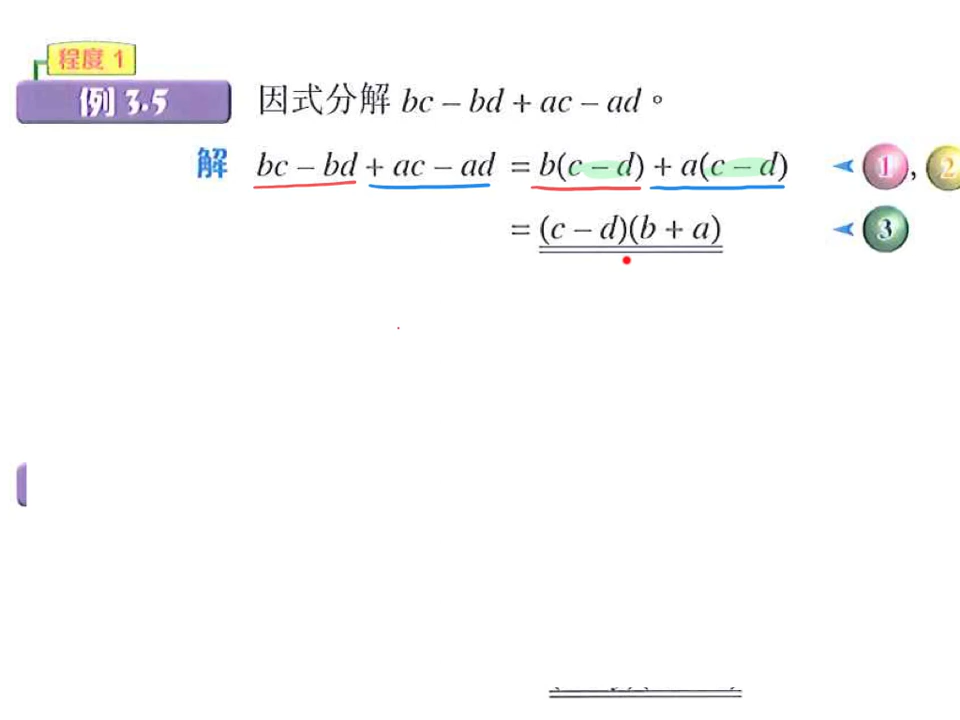 程度 1
例 3.5 因式分解 bc – bd + ac – ad。
解 bc – bd + ac – ad = b(c – d) + a(c – d) ①, ②
= (c – d)(b + a) ③